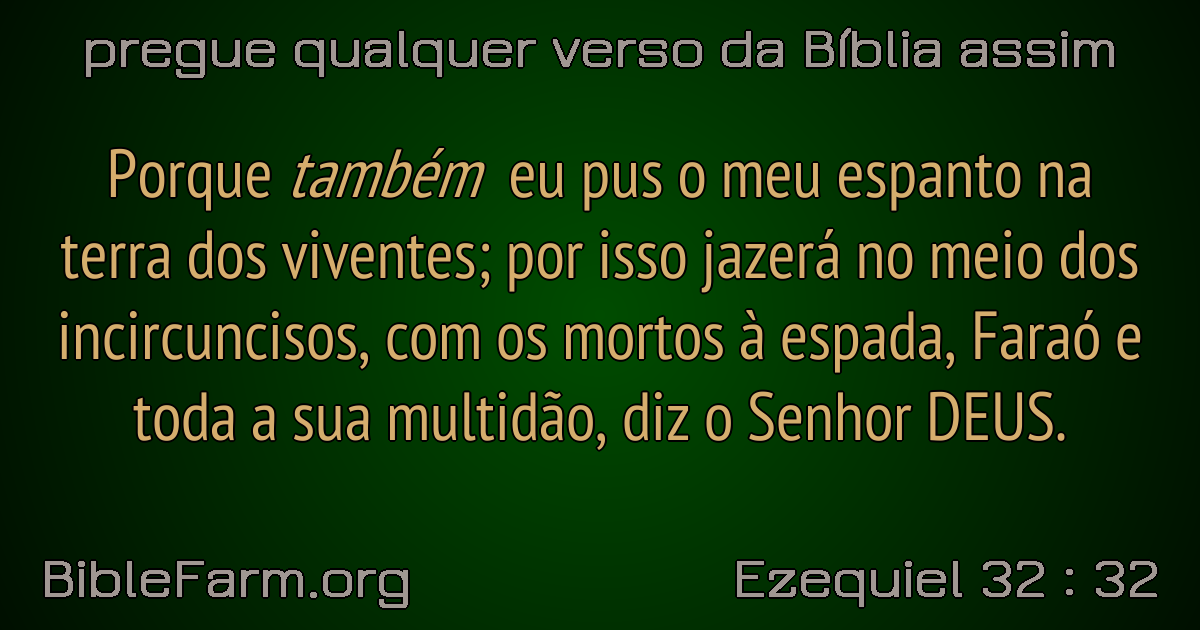 pregue qualquer verso da Bíblia assim
Porque também eu pus o meu espanto na
terra dos viventes; por isso jazerá no meio dos
incircuncisos, com os mortos à espada, Faraó e
toda a sua multidão, diz o Senhor DEUS.
BibleFarm.org
Ezequiel 32 : 32